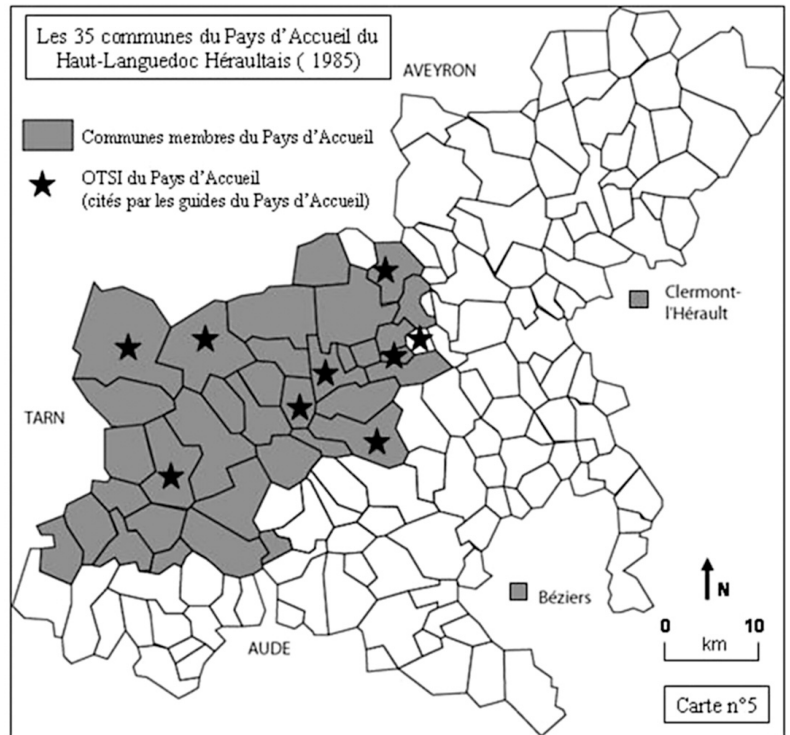 Les 35 communes du Pays d’Accueil du
Haut-Languedoc Héraultais ( 1985)
AVEYRON
Communes membres du Pays d’Accueil
OTSI du Pays d’Accueil
(cités par les guides du Pays d’Accueil)
Clermont-
l'Hérault
TARN
Béziers
N
0 10
km
AUDE
Carte n°5